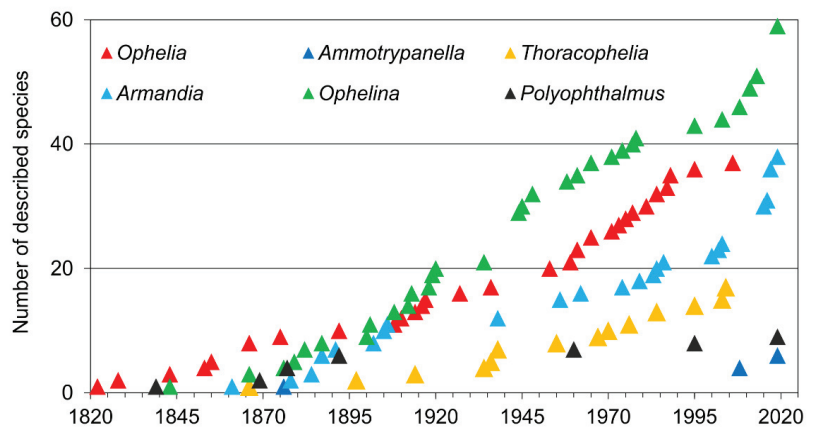 60
Ophelia Ammotrypanella Thoracophelia
Armandia Ophelina Polyophthalmus
Number of described species
40
20
0
1820 1845 1870 1895 1920 1945 1970 1995 2020